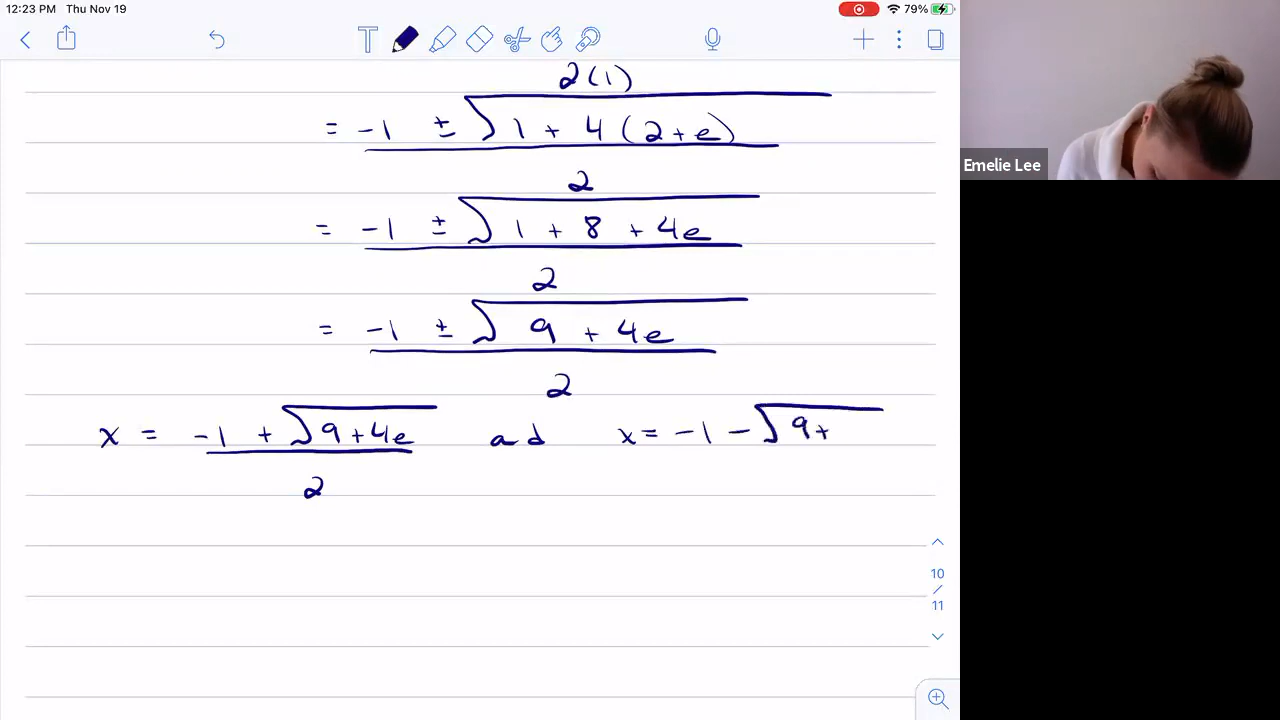 12:23 PM Thu Nov 19 79%
T
2(1)
= -1 ± √1 + 4(2+e)
2
Emelie Lee
= -1 ± √1 + 8 + 4e
2
= -1 ± √9 + 4e
2
x = -1 + √9+4e and x = -1 - √9+
2
10
/
11